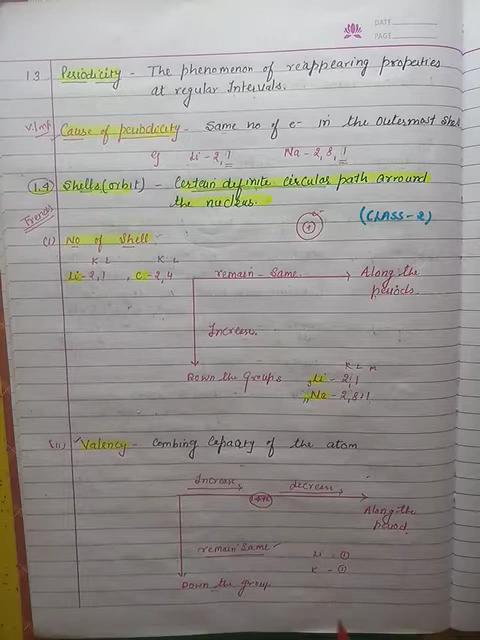 DATE
PAGE
1.3 Periodicity - The phenomenon of reappearing properties
at regular Intervals.
V.Imp Cause of periodicity - Same no of e- in the outermost shell
Eg Li - 2,1 Na - 2,8,1
1.4 Shells (orbit) - Certain definite circular path arround
the nucleus.
Trends
(CLASS-2)
(i) No of Shell
K L K L
Li - 2,1 , C - 2,4
remain - Same Along the
periods
Increase.
Down the Groups
K L M
Li - 2,1
Na - 2,8,1
(ii) Valency - Combing Capacity of the atom
Increase decrease
Along the
period
remain same
Li - 1
K - 1
Down the group